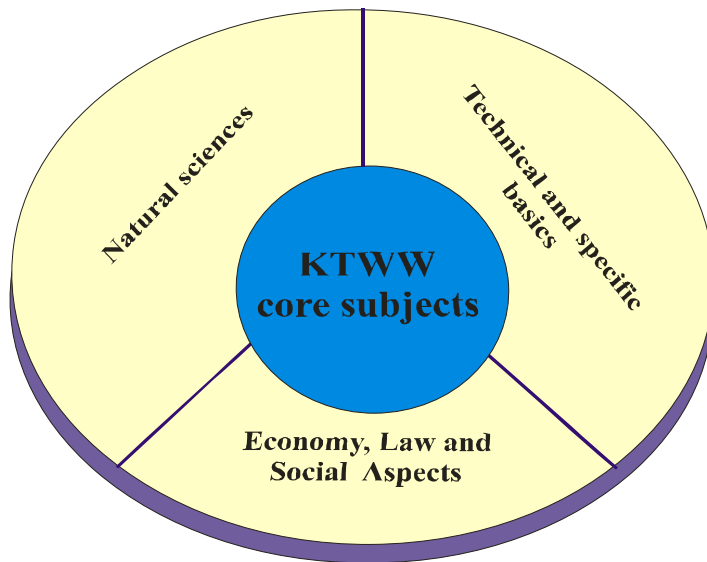 Natural sciences
Technical and specific
basics
KTWW
core subjects
Economy, Law and
Social Aspects